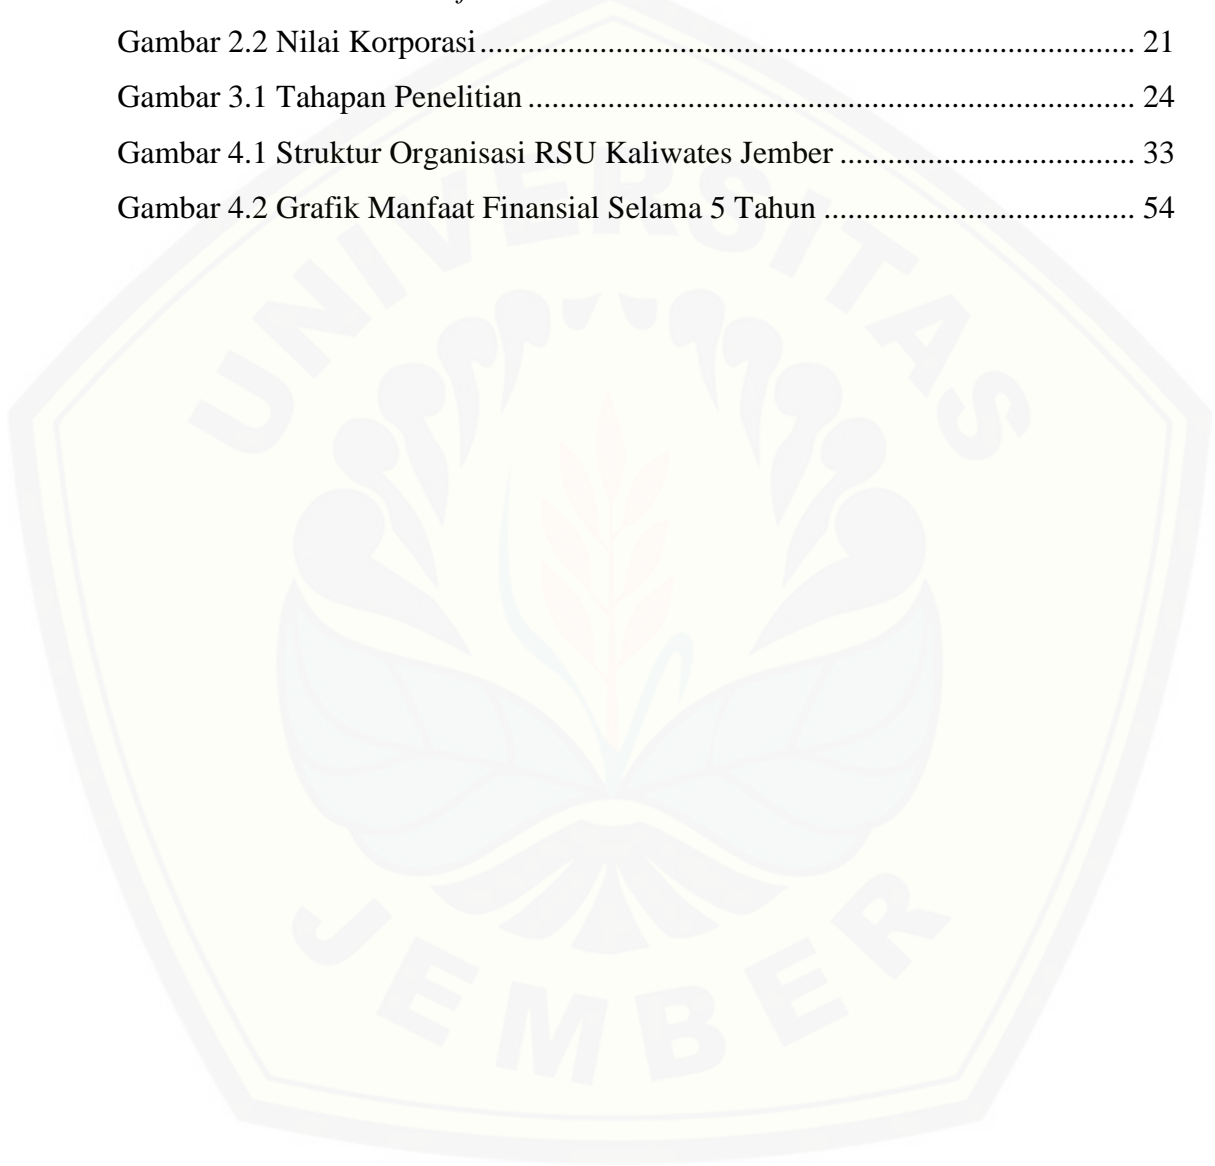 Gambar 2.2 Nilai Korporasi.................................................................................. 21
Gambar 3.1 Tahapan Penelitian ............................................................................ 24
Gambar 4.1 Struktur Organisasi RSU Kaliwates Jember ..................................... 33
Gambar 4.2 Grafik Manfaat Finansial Selama 5 Tahun ....................................... 54
UNIVERSITAS
JEMBER